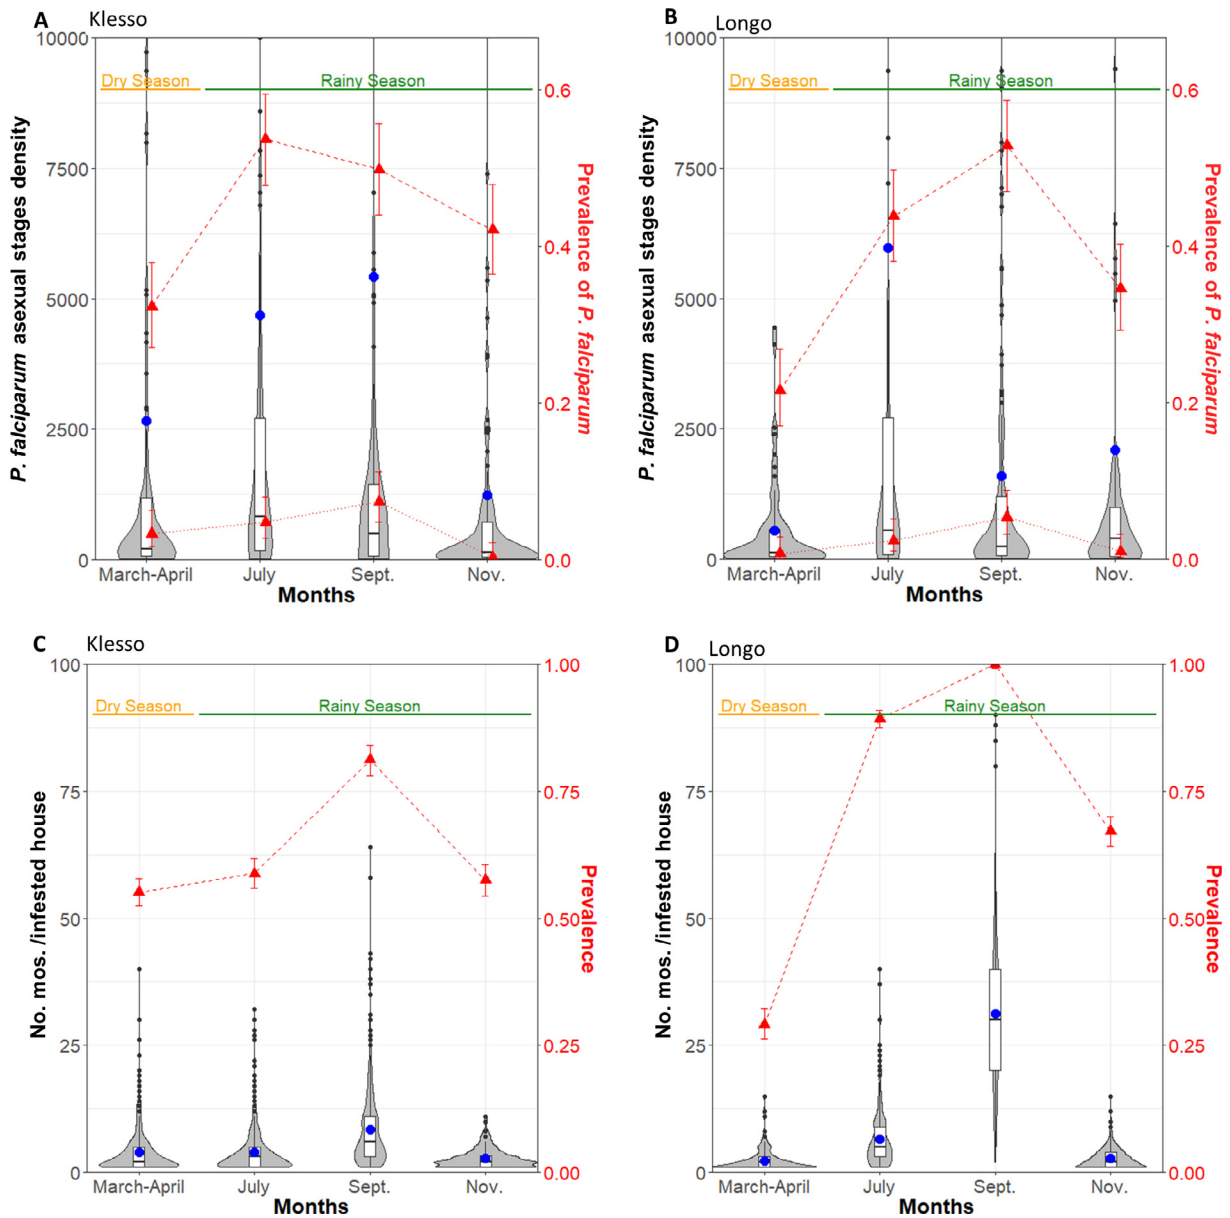 A Klesso
10000
7500
5000
2500
0
P. falciparum asexual stages density
Dry Season
Rainy Season
0.6
0.4
0.2
0.0
Prevalence of P. falciparum
March-April July Sept. Nov.
Months
B Longo
10000
7500
5000
2500
0
P. falciparum asexual stages density
Dry Season
Rainy Season
0.6
0.4
0.2
0.0
Prevalence of P. falciparum
March-April July Sept. Nov.
Months
C Klesso
100
75
50
25
0
No. mos. /infested house
Dry Season
Rainy Season
1.00
0.75
0.50
0.25
0.00
Prevalence
March-April July Sept. Nov.
Months
D Longo
100
75
50
25
0
No. mos. /infested house
Dry Season
Rainy Season
1.00
0.75
0.50
0.25
0.00
Prevalence
March-April July Sept. Nov.
Months